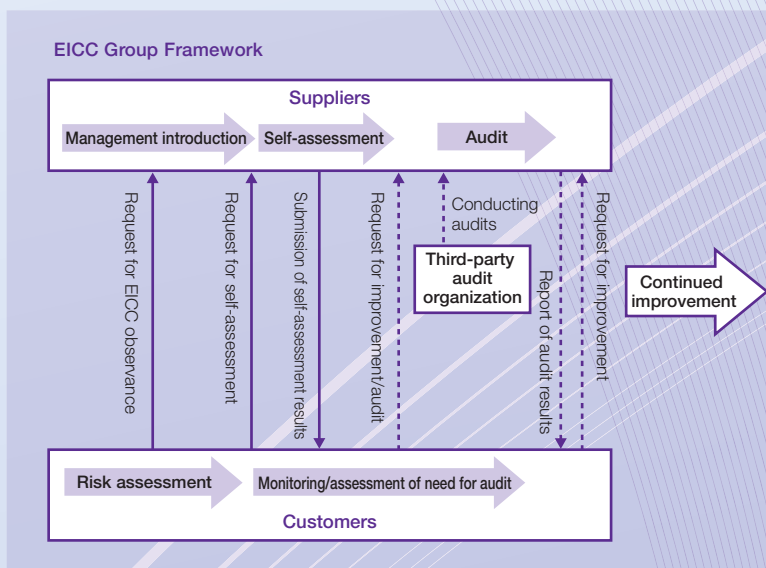 EICC Group Framework
Suppliers
Management introduction
Self-assessment
Audit
Request for EICC observance
Request for self-assessment
Submission of
self-assessment results
Request for improvement/audit
Conducting
audits
Third-party
audit
organization
Report of audit results
Request for improvement
Continued
improvement
Risk assessment
Monitoring/assessment of need for audit
Customers